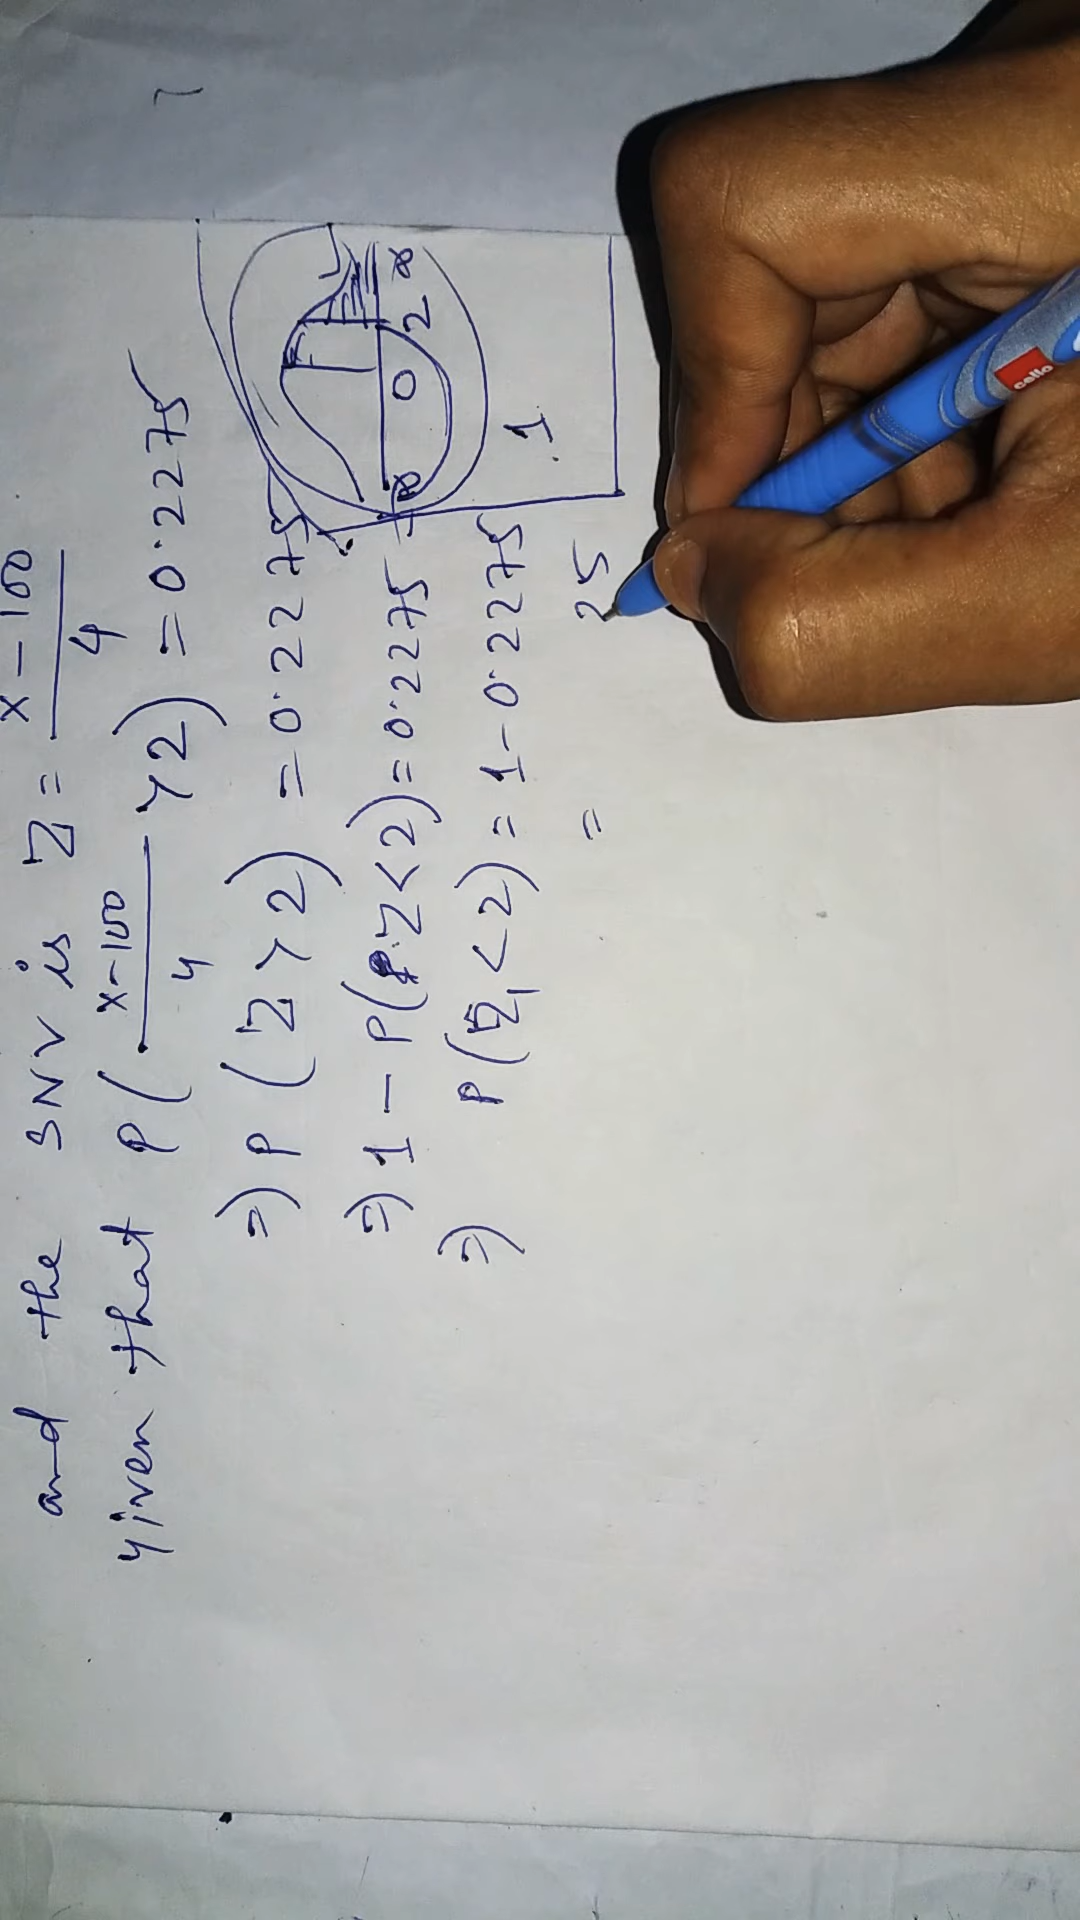 and the SNV is Z = x-100/4
given that P(x-100/4 > 2) = 0.2275
=> P(Z > 2) = 0.2275
=> 1 - P(Z < 2) = 0.2275
=> P(Z < 2) = 1 - 0.2275
= 25
∞ 0 2 ∞
1
cello